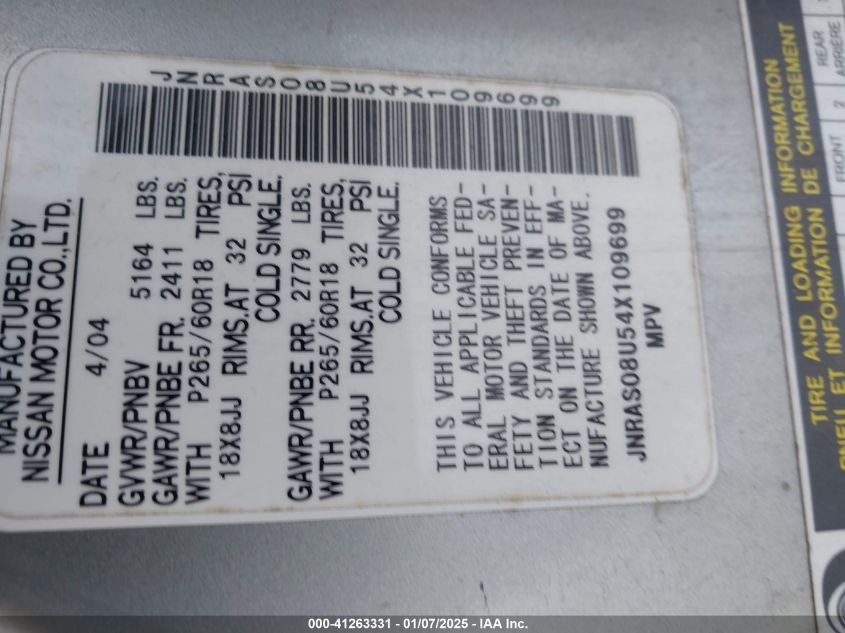 MANUFACTURED BY
NISSAN MOTOR CO.,LTD.
DATE 4/04
GVWR/PNBV 5164 LBS.
GAWR/PNBE FR. 2411 LBS.
WITH P265/60R18 TIRES,
18X8JJ RIMS.AT 32 PSI
COLD SINGLE.
GAWR/PNBE RR. 2779 LBS.
WITH P265/60R18 TIRES,
18X8JJ RIMS.AT 32 PSI
COLD SINGLE.
JNRAS08U54X109699
THIS VEHICLE CONFORMS
TO ALL APPLICABLE FED-
ERAL MOTOR VEHICLE SA-
FETY AND THEFT PREVEN-
TION STANDARDS IN EFF-
ECT ON THE DATE OF MA-
NUFACTURE SHOWN ABOVE.
JNRAS08U54X109699
MPV
TIRE AND LOADING INFORMATION
PNEU ET INFORMATION DE CHARGEMENT
FRONT 2 REAR
ARRIERE
000-41263331 - 01/07/2025 - IAA Inc.